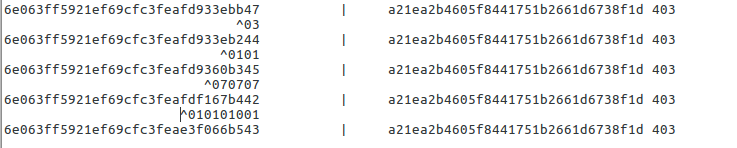 6e063ff5921ef69cfc3feafd933ebb47 | a21ea2b4605f8441751b2661d6738f1d 403
^03
6e063ff5921ef69cfc3feafd933eb244 | a21ea2b4605f8441751b2661d6738f1d 403
^0101
6e063ff5921ef69cfc3feafd9360b345 | a21ea2b4605f8441751b2661d6738f1d 403
^070707
6e063ff5921ef69cfc3feafdf167b442 | a21ea2b4605f8441751b2661d6738f1d 403
^010101001
6e063ff5921ef69cfc3feae3f066b543 | a21ea2b4605f8441751b2661d6738f1d 403